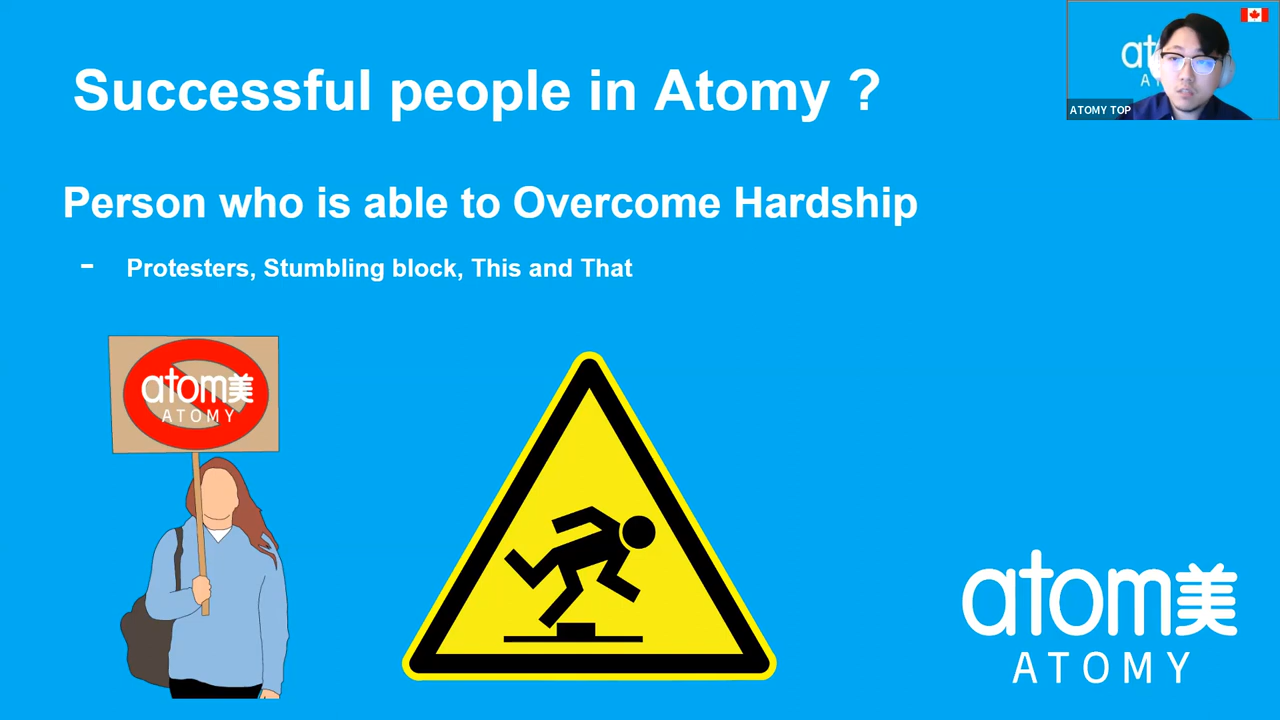 Successful people in Atomy ?
Person who is able to Overcome Hardship
- Protesters, Stumbling block, This and That
ATOMY TOP
atom美
ATOMY
atom美
ATOMY